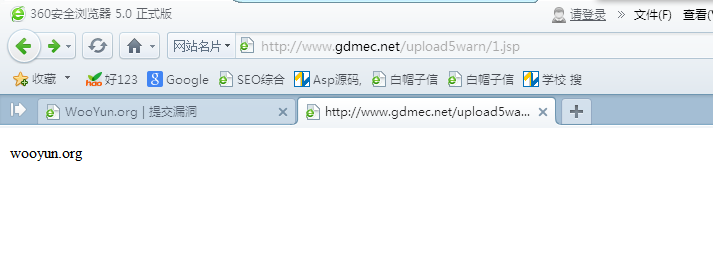 360安全浏览器 5.0 正式版 请登录 » 文件(F) 查看(
网站名片 http://www.gdmec.net/upload5warn/1.jsp
收藏 hao 好123 8 Google SEO综合 Asp源码, 白帽子信 白帽子信 学校 搜
WooYun.org | 提交漏洞 http://www.gdmec.net/upload5wa...
wooyun.org